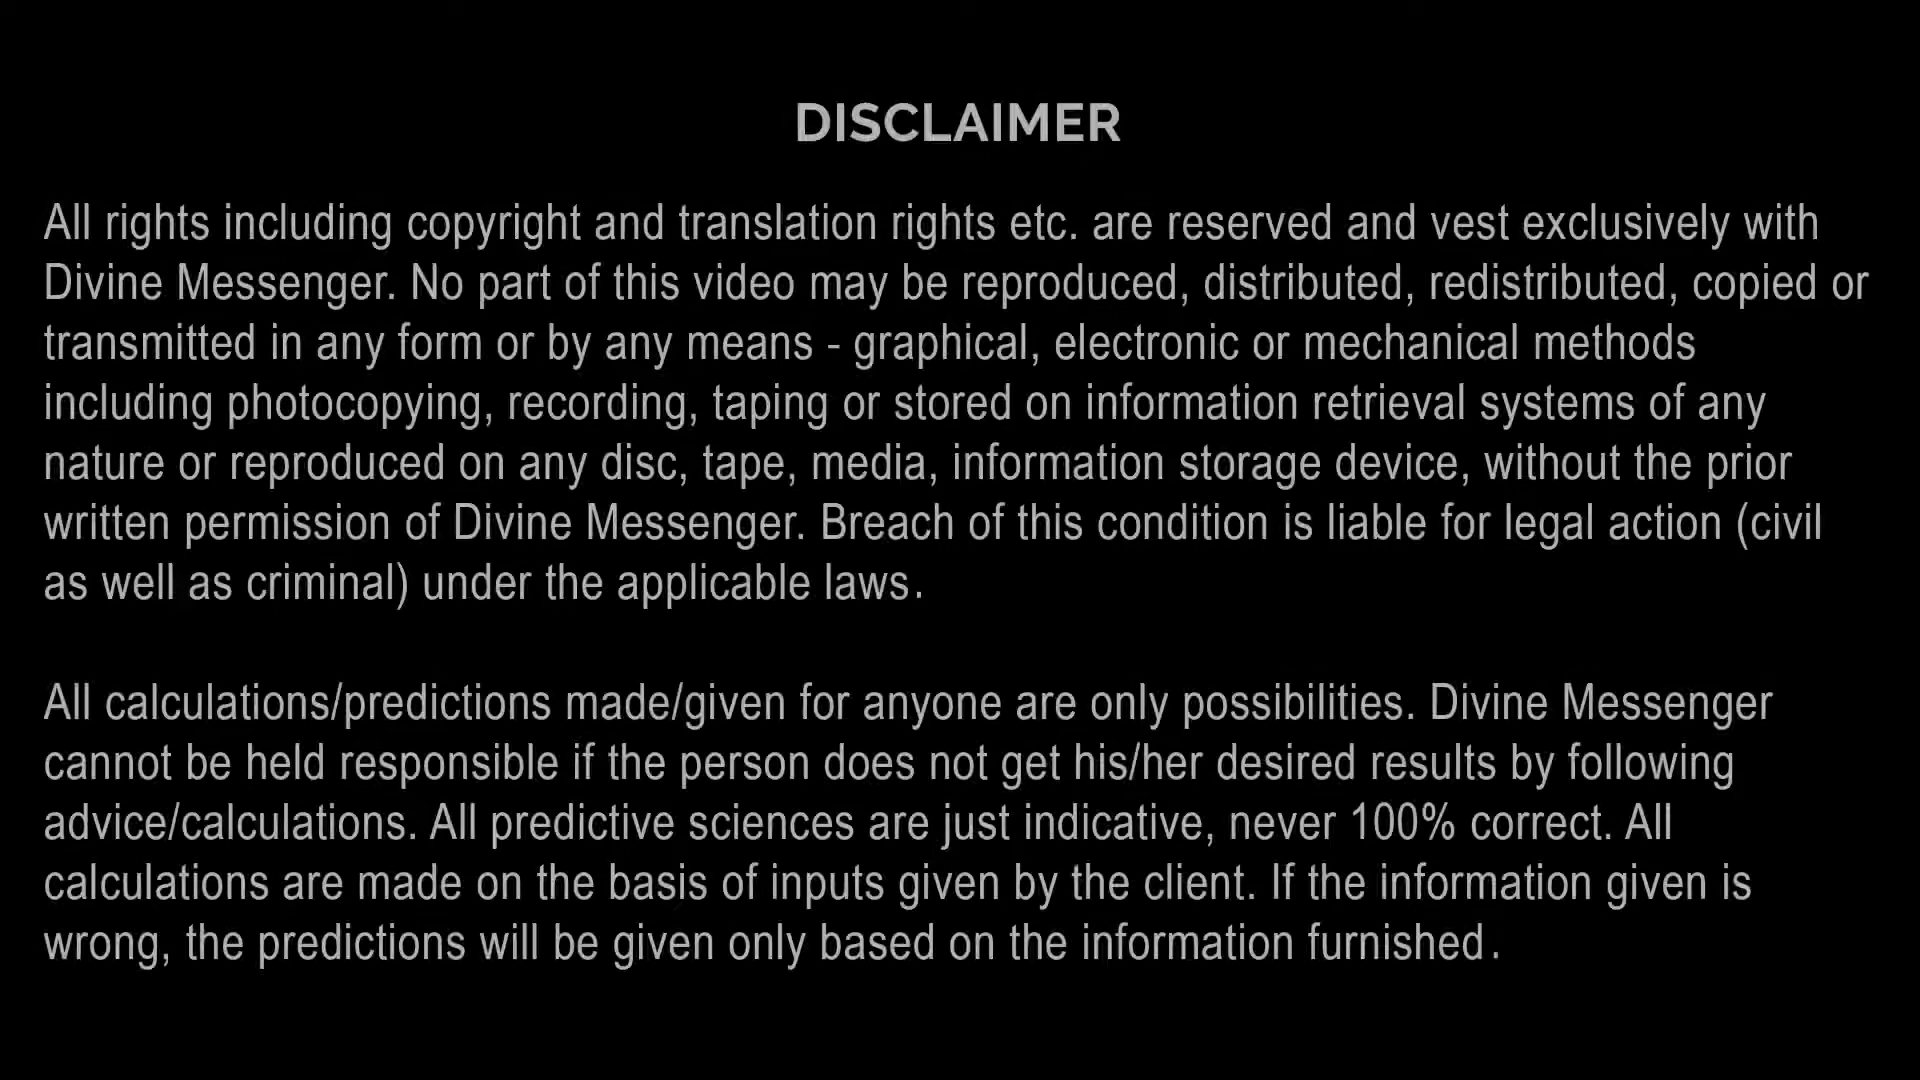 DISCLAIMER
All rights including copyright and translation rights etc. are reserved and vest exclusively with
Divine Messenger. No part of this video may be reproduced, distributed, redistributed, copied or
transmitted in any form or by any means - graphical, electronic or mechanical methods
including photocopying, recording, taping or stored on information retrieval systems of any
nature or reproduced on any disc, tape, media, information storage device, without the prior
written permission of Divine Messenger. Breach of this condition is liable for legal action (civil
as well as criminal) under the applicable laws.
All calculations/predictions made/given for anyone are only possibilities. Divine Messenger
cannot be held responsible if the person does not get his/her desired results by following
advice/calculations. All predictive sciences are just indicative, never 100% correct. All
calculations are made on the basis of inputs given by the client. If the information given is
wrong, the predictions will be given only based on the information furnished.